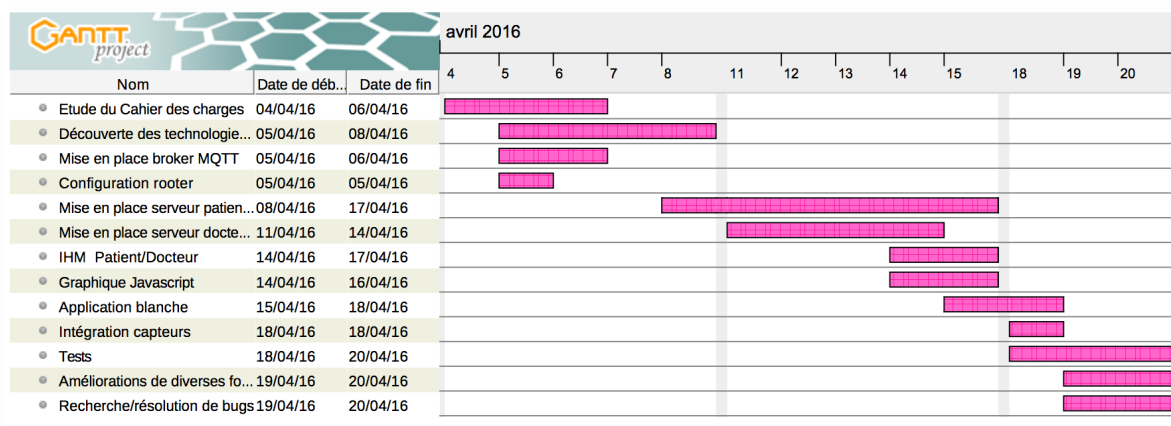 GANTT
project
avril 2016
4 5 6 7 8 11 12 13 14 15 18 19 20
Nom Date de déb... Date de fin
Etude du Cahier des charges 04/04/16 06/04/16
Découverte des technologie... 05/04/16 08/04/16
Mise en place broker MQTT 05/04/16 06/04/16
Configuration rooter 05/04/16 05/04/16
Mise en place serveur patien... 08/04/16 17/04/16
Mise en place serveur docte... 11/04/16 14/04/16
IHM Patient/Docteur 14/04/16 17/04/16
Graphique Javascript 14/04/16 16/04/16
Application blanche 15/04/16 18/04/16
Intégration capteurs 18/04/16 18/04/16
Tests 18/04/16 20/04/16
Améliorations de diverses fo... 19/04/16 20/04/16
Recherche/résolution de bugs 19/04/16 20/04/16